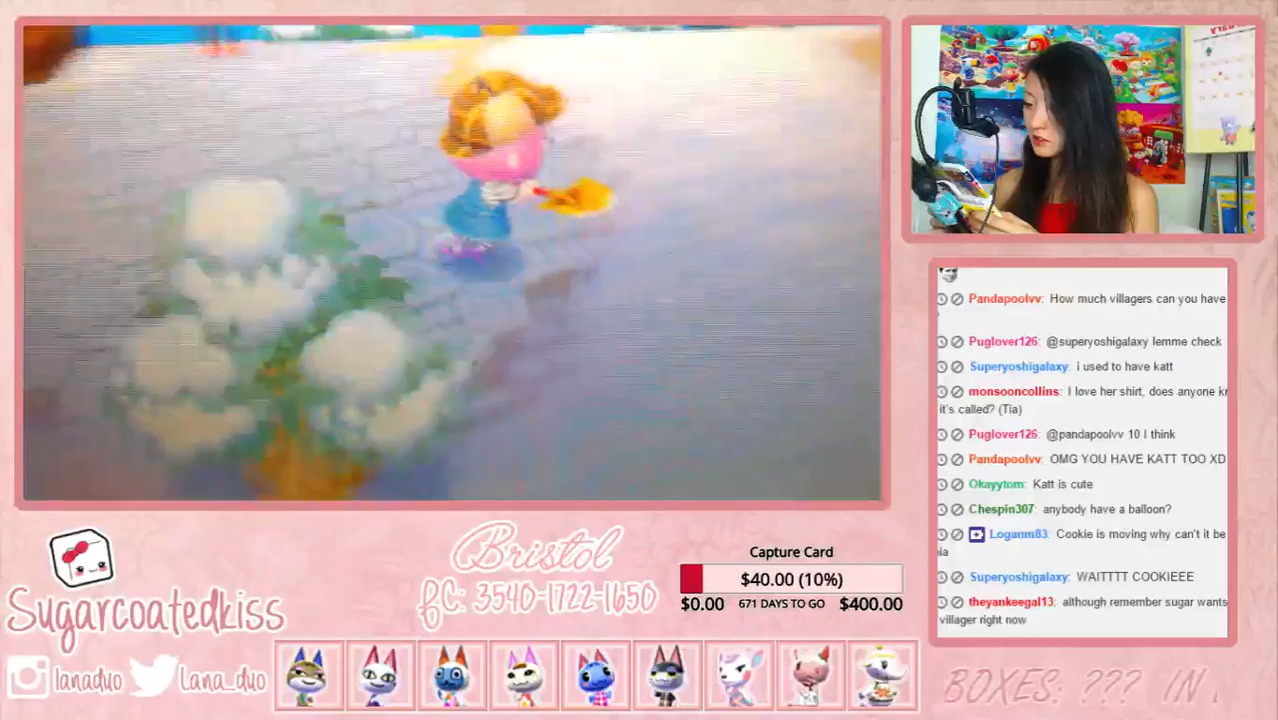 Pandapoolvv: How much villagers can you have
Puglover126: @superyoshigalaxy lemme check
Superyoshigalaxy: i used to have katt
monsooncollins: I love her shirt, does anyone kr
it's called? (Tia)
Puglover126: @pandapoolvv 10 I think
Pandapoolvv: OMG YOU HAVE KATT TOO XD
Okayytom: Katt is cute
Chespin307: anybody have a balloon?
Loganm83: Cookie is moving why can't it be
ia
Superyoshigalaxy: WAITTTT COOKIEEE
theyankeegal13: although remember sugar wants
villager right now
Bristol
FC: 3540-1722-1650
Capture Card
$40.00 (10%)
$0.00 671 DAYS TO GO $400.00
Sugarcoatedkiss
lanaduo Lana_duo
BOXES: ??? IN .